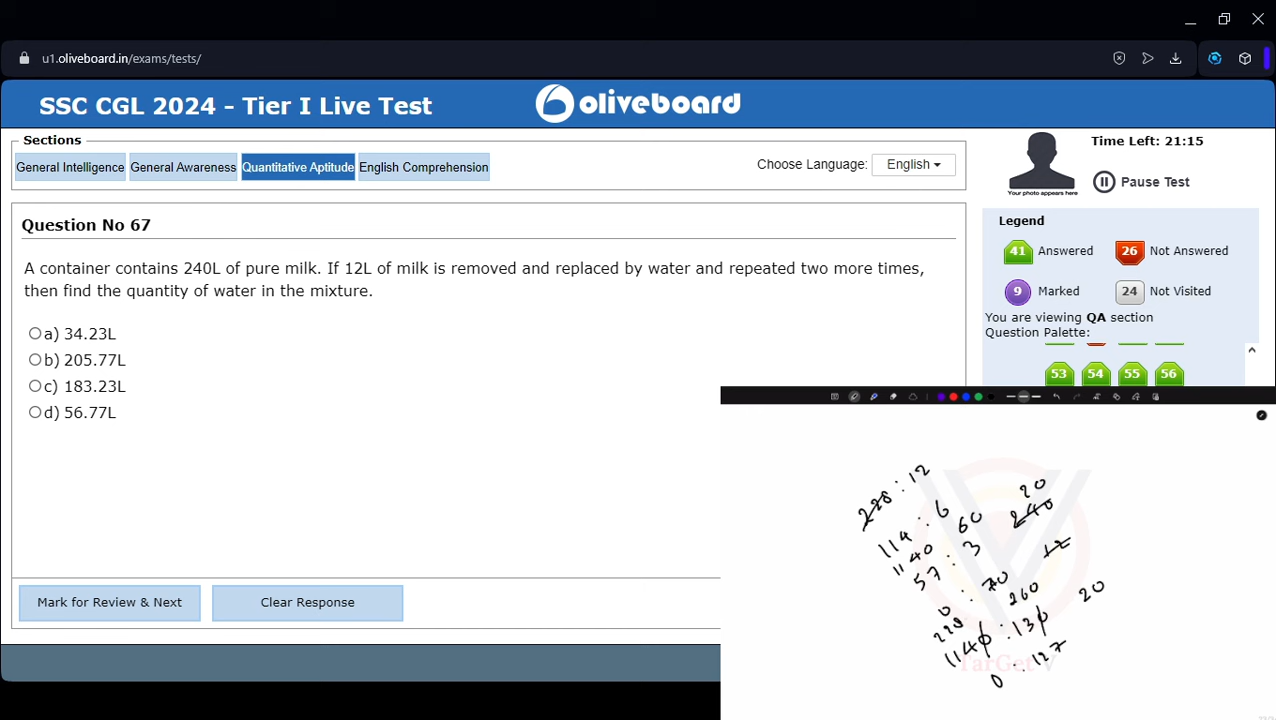 u1.oliveboard.in/exams/tests/
SSC CGL 2024 - Tier I Live Test
oliveboard
Sections
General Intelligence
General Awareness
Quantitative Aptitude
English Comprehension
Choose Language:
English
Your photo appears here
Time Left: 21:15
Pause Test
Question No 67
A container contains 240L of pure milk. If 12L of milk is removed and replaced by water and repeated two more times,
then find the quantity of water in the mixture.
a) 34.23L
b) 205.77L
c) 183.23L
d) 56.77L
Mark for Review & Next
Clear Response
Legend
41 Answered
26 Not Answered
9 Marked
24 Not Visited
You are viewing QA section
Question Palette:
53 54 55 56
228 : 12
114 : 6
1140 60
57 : 3
0 : 70
228 260
1140 : 130
0 : 127
20
240
12
20
TarGet V